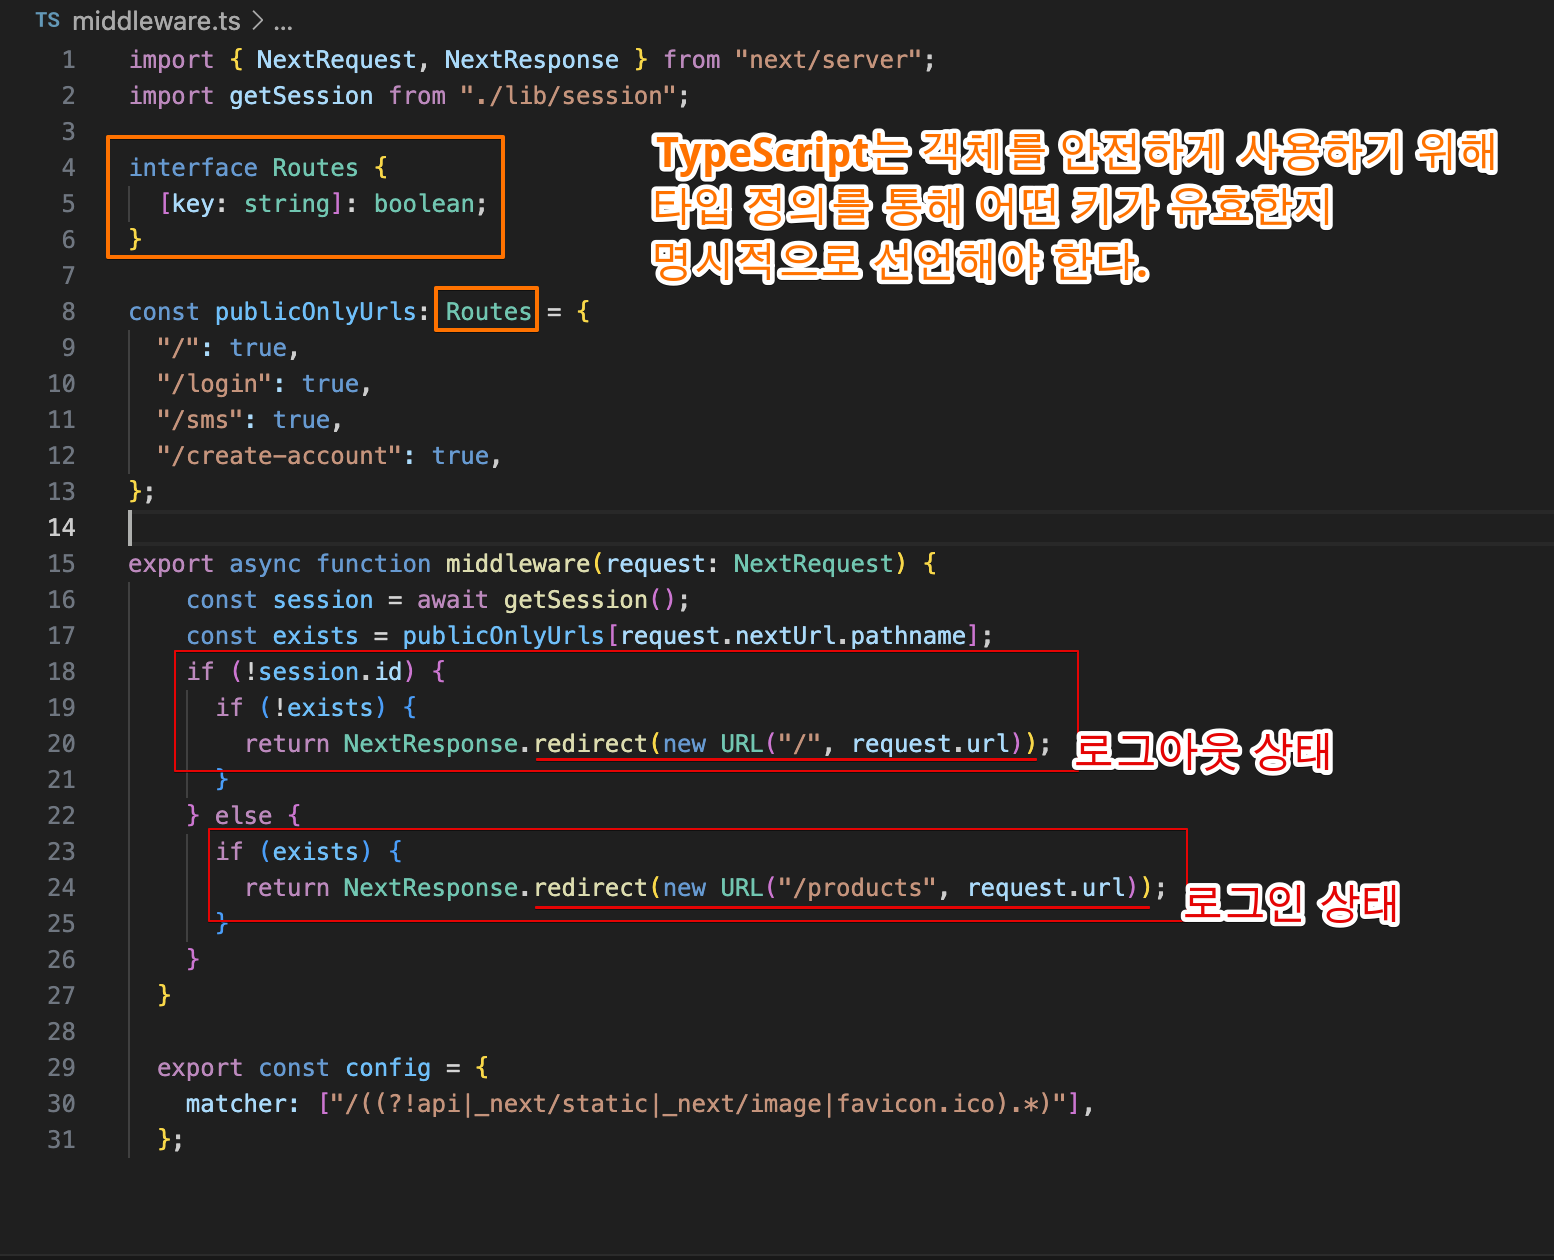 TS middleware.ts > ...
1 import { NextRequest, NextResponse } from "next/server";
2 import getSession from "./lib/session";
3
4 interface Routes {
5 [key: string]: boolean;
6 }
TypeScript는 객체를 안전하게 사용하기 위해
타입 정의를 통해 어떤 키가 유효한지
명시적으로 선언해야 한다.
7
8 const publicOnlyUrls: Routes = {
9 "/": true,
10 "/login": true,
11 "/sms": true,
12 "/create-account": true,
13 };
14
15 export async function middleware(request: NextRequest) {
16 const session = await getSession();
17 const exists = publicOnlyUrls[request.nextUrl.pathname];
18 if (!session.id) {
19 if (!exists) {
20 return NextResponse.redirect(new URL("/", request.url));
로그아웃 상태
21 }
22 } else {
23 if (exists) {
24 return NextResponse.redirect(new URL("/products", request.url));
로그인 상태
25 }
26 }
27 }
28
29 export const config = {
30 matcher: ["/((?!api|_next/static|_next/image|favicon.ico).*)"],
31 };